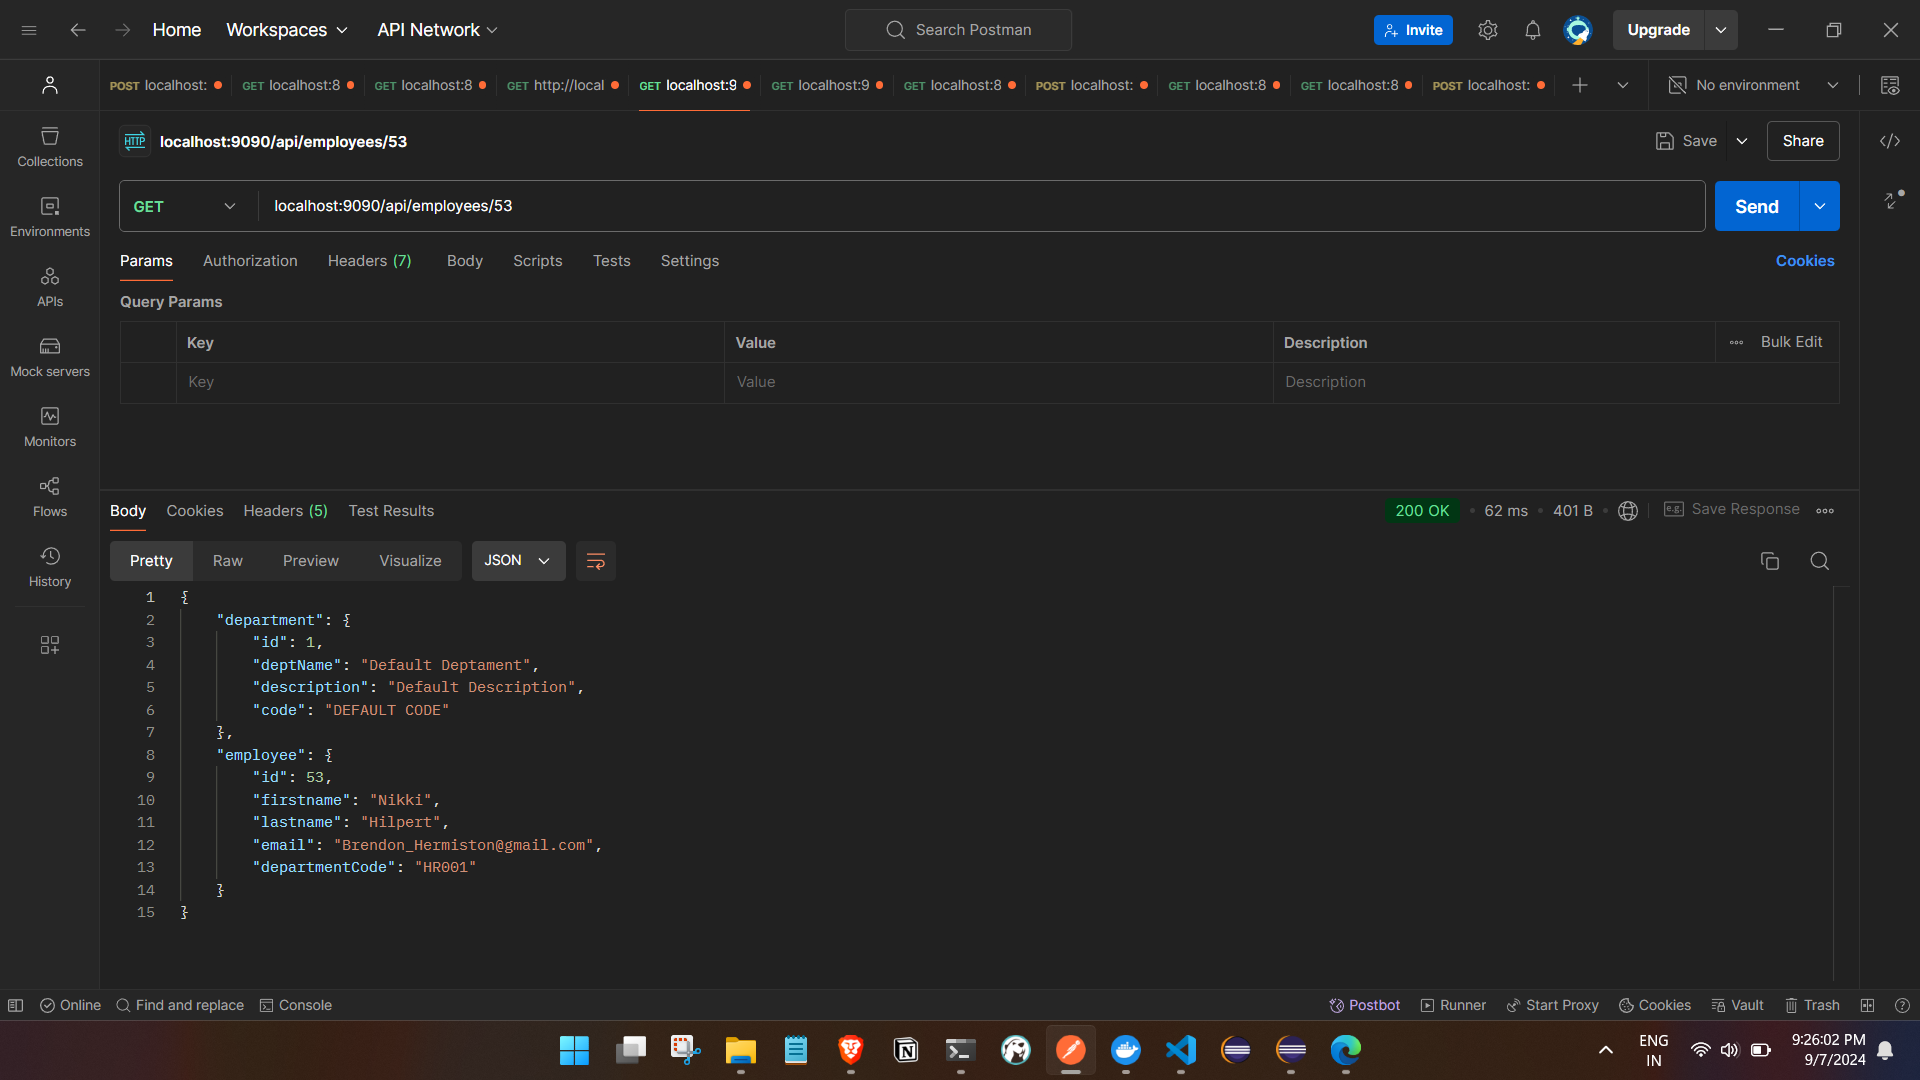 Home Workspaces API Network Search Postman Invite Upgrade
POST localhost: GET localhost:8 GET localhost:8 GET http://local GET localhost:9 GET localhost:9 GET localhost:8 POST localhost: GET localhost:8 GET localhost:8 POST localhost: No environment
HTTP localhost:9090/api/employees/53 Save Share
GET localhost:9090/api/employees/53 Send
Params Authorization Headers (7) Body Scripts Tests Settings Cookies
Query Params
Key Value Description Bulk Edit
Key Value Description
Collections
Environments
APIs
Mock servers
Monitors
Flows
History
Body Cookies Headers (5) Test Results 200 OK 62 ms 401 B e.g. Save Response
Pretty Raw Preview Visualize JSON
1 {
2 "department": {
3 "id": 1,
4 "deptName": "Default Deptament",
5 "description": "Default Description",
6 "code": "DEFAULT CODE"
7 },
8 "employee": {
9 "id": 53,
10 "firstname": "Nikki",
11 "lastname": "Hilpert",
12 "email": "Brendon_Hermiston@gmail.com",
13 "departmentCode": "HR001"
14 }
15 }
Online Find and replace Console Postbot Runner Start Proxy Cookies Vault Trash
ENG 9:26:02 PM
IN 9/7/2024